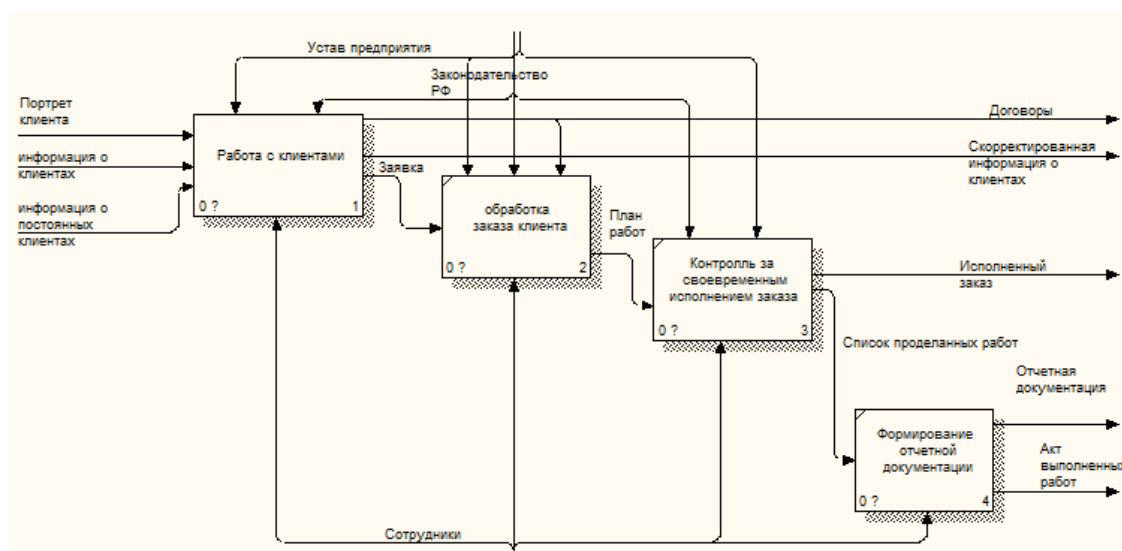 Устав предприятия
Законодательство
РФ
Портрет
клиента
информация о
клиентах
информация о
постоянных
клиентах
Работа с клиентами
0 ?
1
Заявка
Договоры
Скорректированная
информация о
клиентах
обработка
заказа клиента
0 ?
2
План
работ
Контролль за
своевременным
исполнением заказа
0 ?
3
Исполненный
заказ
Список проделанных работ
Отчетная
документация
Формирование
отчетной
документации
0 ?
4
Акт
выполненных
работ
Сотрудники